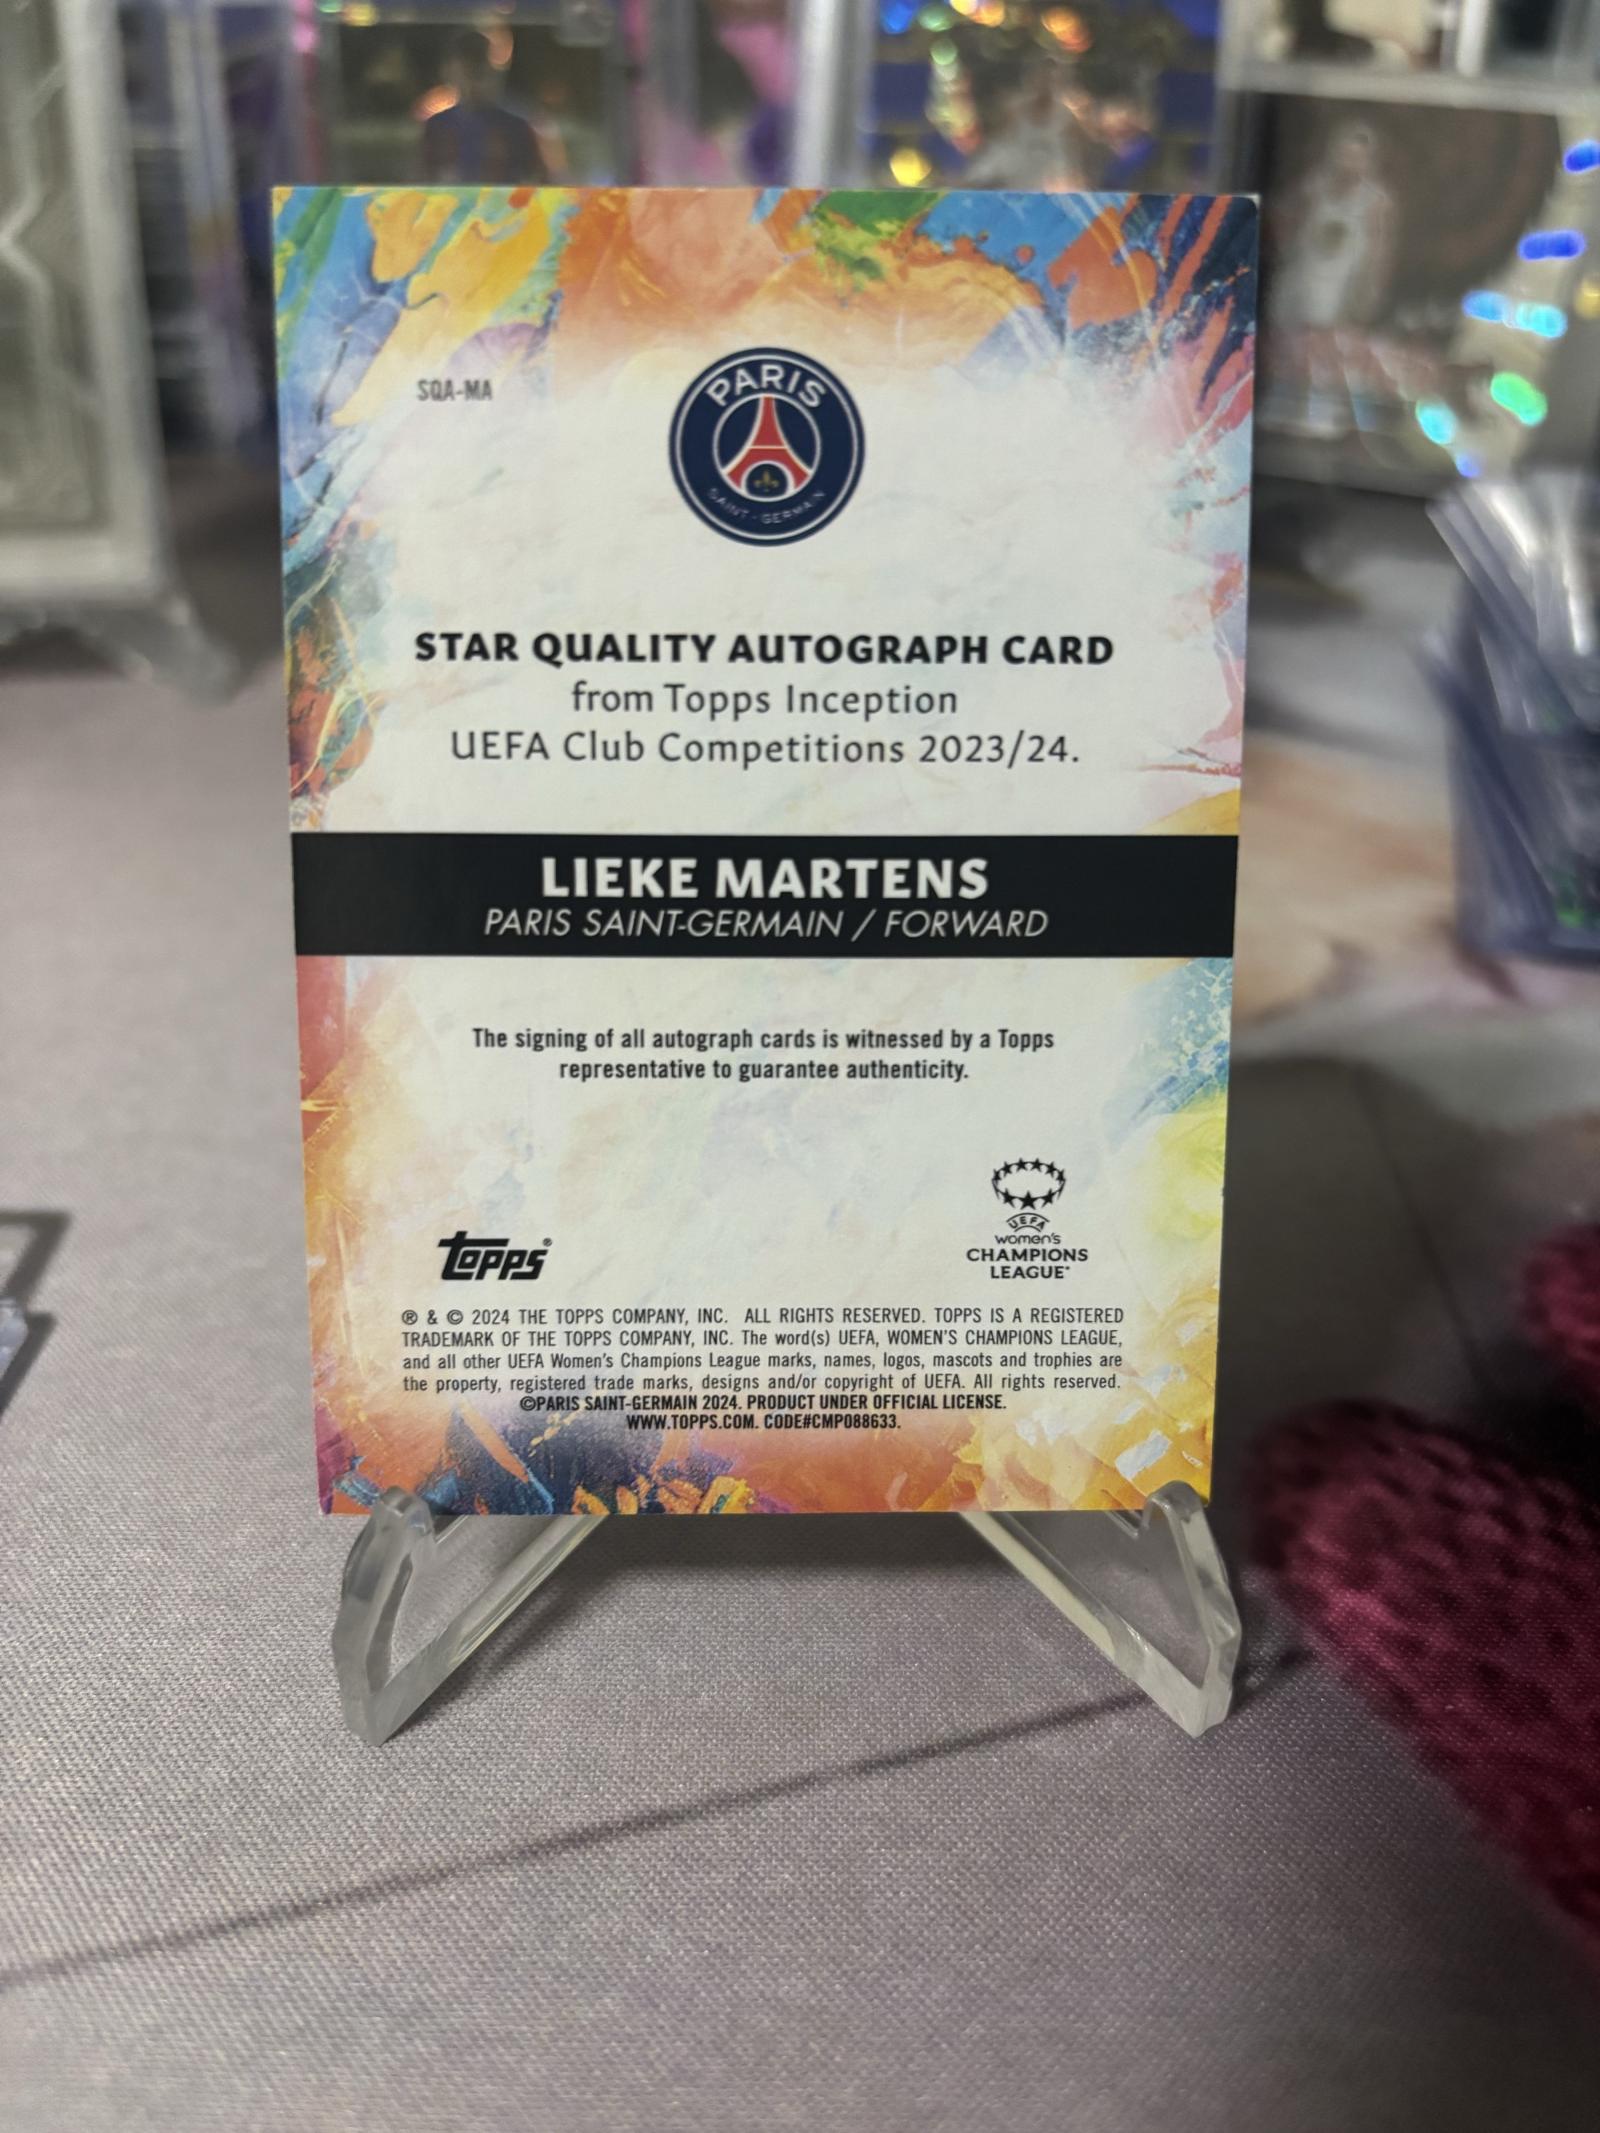 SQA-MA
PARIS
SAINT-GERMAIN
STAR QUALITY AUTOGRAPH CARD
from Topps Inception
UEFA Club Competitions 2023/24.
LIEKE MARTENS
PARIS SAINT-GERMAIN / FORWARD
The signing of all autograph cards is witnessed by a Topps
representative to guarantee authenticity.
topps®
UEFA
women's
CHAMPIONS
LEAGUE
® & © 2024 THE TOPPS COMPANY, INC. ALL RIGHTS RESERVED. TOPPS IS A REGISTERED
TRADEMARK OF THE TOPPS COMPANY, INC. The word(s) UEFA, WOMEN'S CHAMPIONS LEAGUE,
and all other UEFA Women's Champions League marks, names, logos, mascots and trophies are
the property, registered trade marks, designs and/or copyright of UEFA. All rights reserved.
©PARIS SAINT-GERMAIN 2024. PRODUCT UNDER OFFICIAL LICENSE.
WWW.TOPPS.COM. CODE#CMP088633.